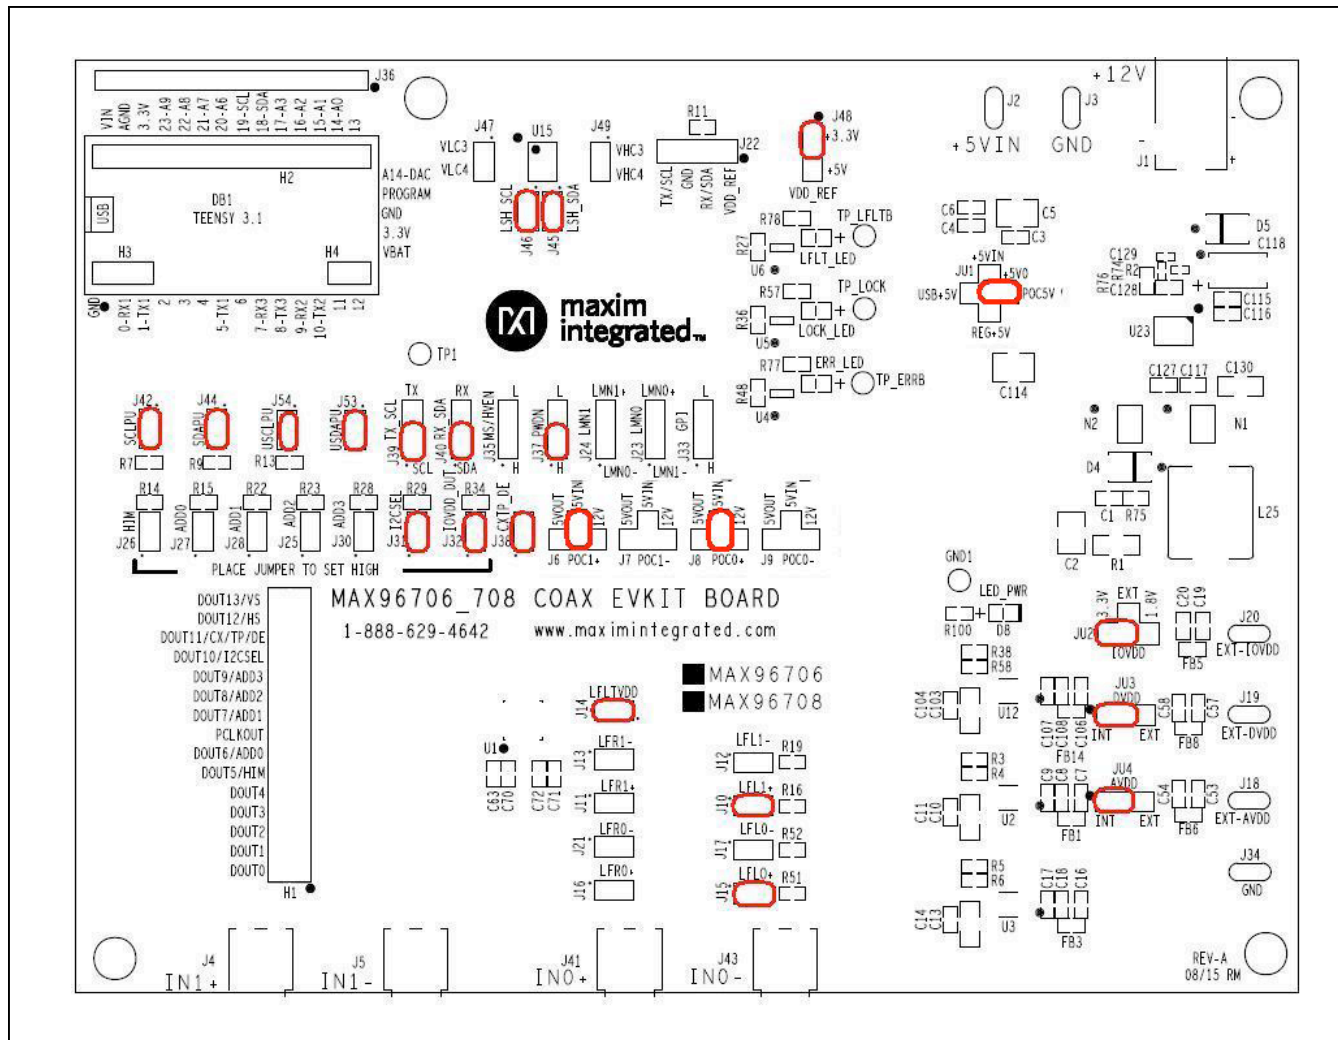 J36
VIN
AGND
3.3V
23-A9
22-A8
21-A7
20-A6
19-SCL
18-SDA
17-A3
16-A2
15-A1
14-A0
13
H2
DB1
TEENSY 3.1
USB
H3
H4
A14-DAC
PROGRAM
GND
3.3V
VBAT
GND
0-RX1
1-TX1
2
3
4
5-TX1
6
7-RX3
8-TX3
9-RX2
10-TX2
11
12
J47
U15
J49
VLC3
VLC4
VHC3
VHC4
LSH_SCL
LSH_SDA
J46
J45
R11
J22
TX/SCL
GND
RX/SDA
VDD_REF
J48
+3.3V
+5V
VDD_REF
J2
+5VIN
J3
GND
+12V
J1
-
+
R78
TP_LFLTB
R27
+
LFLT_LED
U6
R57
TP_LOCK
R36
+
LOCK_LED
U5
R77
ERR_LED
R48
+
TP_ERRB
U4
C6
C4
C5
C3
+5VIN
JU1
+5VO
USB+5V
POC5V
REG+5V
C114
D5
C118
C129
R74
R2
R76
C128
+
C115
C116
U23
C127
C117
C130
N2
N1
D4
C1
R75
L25
C2
R1
maxim
integrated™
TP1
J42
SCLPU
R7
J44
SDAPU
R9
J54
USCLPU
R13
J53
USDAPU
TX
J39 TX_SCL
SCL
RX
J40 RX_SDA
SDA
L
J35 MS/HVEN
H
L
J37 PWDN
H
LMN1+
J24 LMN1
LMN0-
LMN0+
J23 LMN0
LMN1-
L
J33 GPI
H
R14
HIM
J26
R15
ADD0
J27
R22
ADD1
J28
R23
ADD2
J25
R28
ADD3
J30
R29
I2CSEL
J31
R34
IOVDD_OUT
J32
CXTP_DE
J38
PLACE JUMPER TO SET HIGH
5VOUT
5VIN
12V
J6 POC1+
5VOUT
5VIN
12V
J7 POC1-
5VOUT
5VIN
12V
J8 POC0+
5VOUT
5VIN
12V
J9 POC0-
MAX96706_708 COAX EVKIT BOARD
1-888-629-4642 www.maximintegrated.com
MAX96706
MAX96708
DOUT13/VS
DOUT12/HS
DOUT11/CX/TP/DE
DOUT10/I2CSEL
DOUT9/ADD3
DOUT8/ADD2
DOUT7/ADD1
PCLKOUT
DOUT6/ADD0
DOUT5/HIM
DOUT4
DOUT3
DOUT2
DOUT1
DOUT0
H1
U1
C63
C70
C72
C71
LFLTVDD
J14
LFR1-
J13
LFR1+
J11
LFR0-
J21
LFR0+
J16
LFL1-
J12
R19
LFL1+
J10
R16
LFL0-
J17
R52
LFL0+
J15
R51
GND1
LED_PWR
R100
+
D8
R38
R58
C104
C103
U12
C107
C108
C106
FB14
R3
R4
C11
C10
U2
C9
C8
C7
FB1
R5
R6
C14
C13
U3
C17
C18
C16
FB3
EXT
3.3V
1.8V
JU2
IOVDD
C20
C19
FB5
J20
EXT-IOVDD
JU3
DVDD
INT
EXT
C58
C57
FB8
J19
EXT-DVDD
JU4
AVDD
INT
EXT
C54
C53
FB6
J18
EXT-AVDD
J34
GND
J4
IN1+
J5
IN1-
J41
IN0+
J43
IN0-
REV-A
08/15 RM